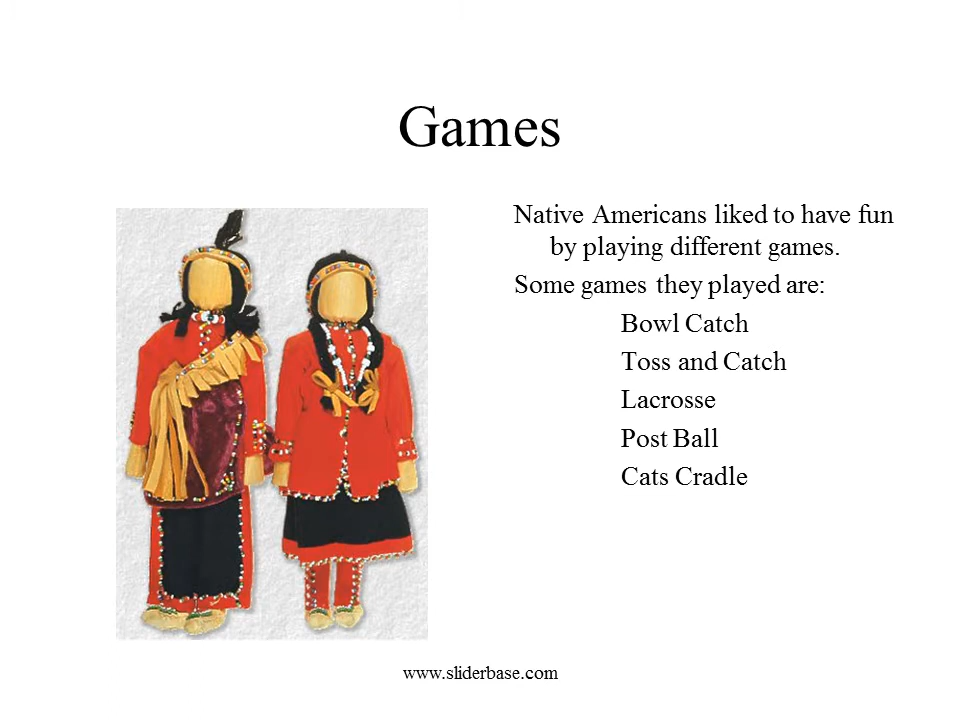 Games
Native Americans liked to have fun
by playing different games.
Some games they played are:
Bowl Catch
Toss and Catch
Lacrosse
Post Ball
Cats Cradle
www.sliderbase.com